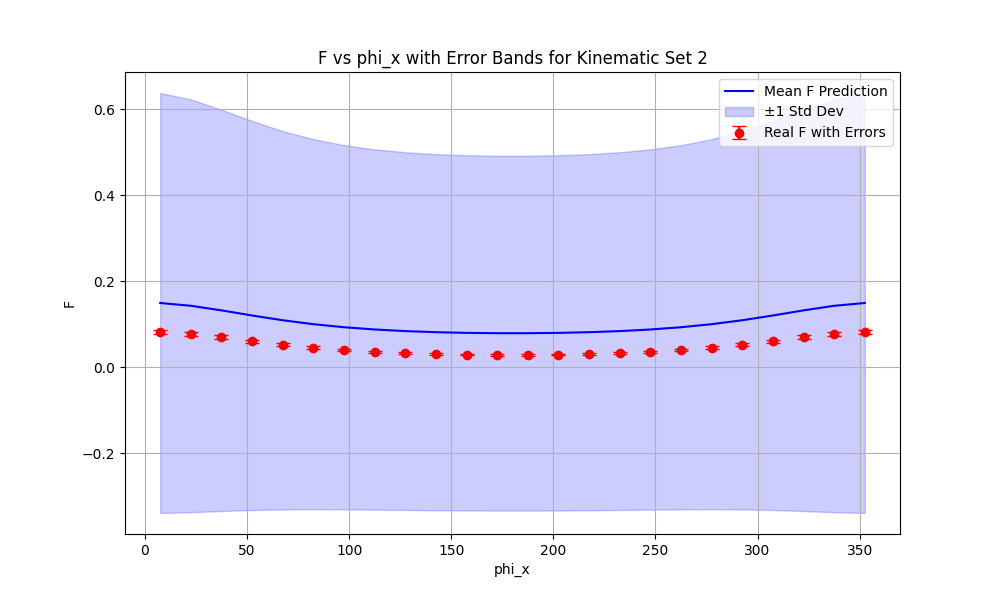 F vs phi_x with Error Bands for Kinematic Set 2
Mean F Prediction
±1 Std Dev
Real F with Errors
F
0.6
0.4
0.2
0.0
−0.2
0 50 100 150 200 250 300 350
phi_x